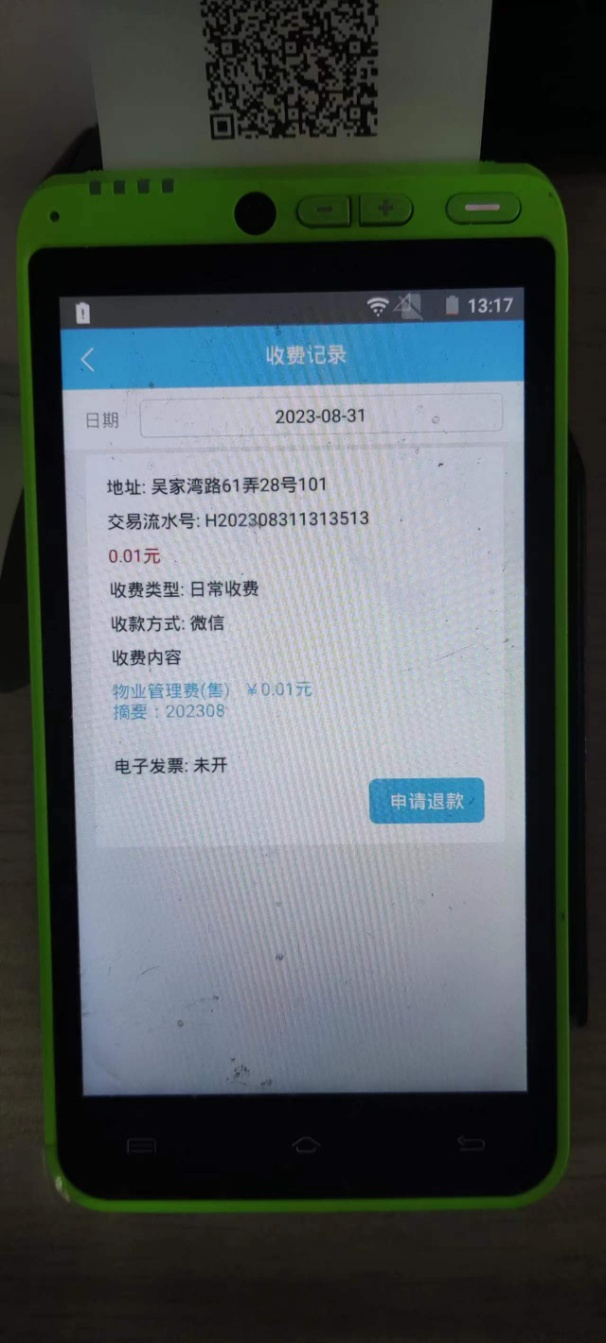 13:17
收费记录
日期 2023-08-31
地址: 吴家湾路61弄28号101
交易流水号: H202308311313513
0.01元
收费类型: 日常收费
收款方式: 微信
收费内容
物业管理费(售) ￥0.01元
摘要：202308
电子发票: 未开
申请退款